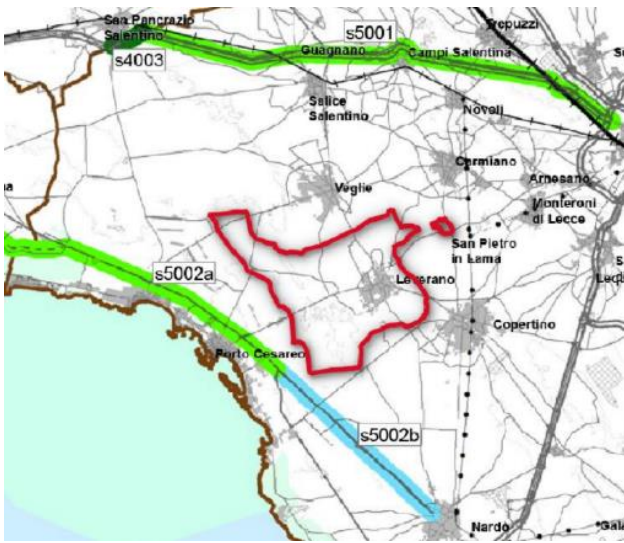 San Pancrazio
Salentino
s4003
s5001
Guagnano
Campi Salentina
Trepuzzi
Salice
Salentino
Novoli
Carmiano
Veglie
Arnesano
Monteroni
di Lecce
San Pietro
in Lama
s5002a
Leverano
Copertino
Porto Cesareo
s5002b
Nardò